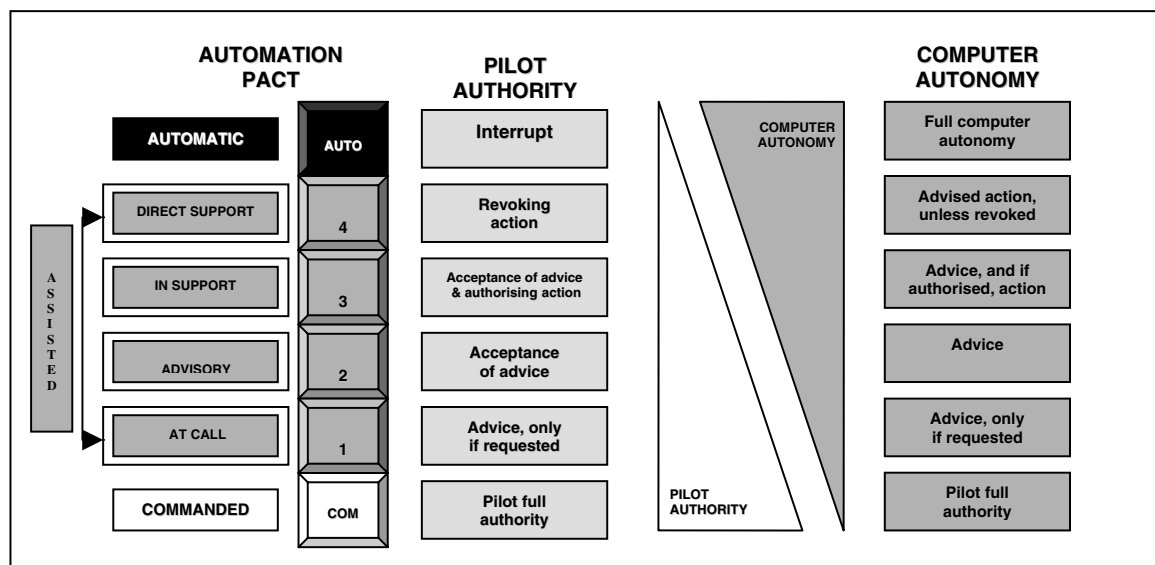 AUTOMATION
PACT
PILOT
AUTHORITY
COMPUTER
AUTONOMY
AUTOMATIC
AUTO
Interrupt
COMPUTER
AUTONOMY
Full computer
autonomy
DIRECT SUPPORT
4
Revoking
action
Advised action,
unless revoked
ASSISTED
IN SUPPORT
3
Acceptance of advice
& authorising action
Advice, and if
authorised, action
ADVISORY
2
Acceptance
of advice
Advice
AT CALL
1
Advice, only
if requested
Advice, only
if requested
COMMANDED
COM
Pilot full
authority
PILOT
AUTHORITY
Pilot full
authority